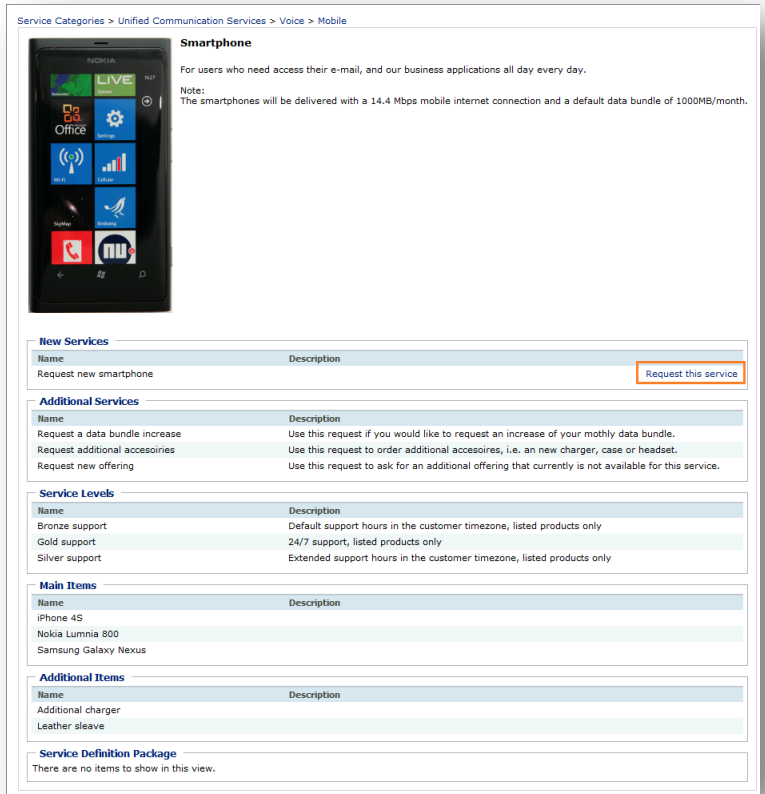 Service Categories > Unified Communication Services > Voice > Mobile
Smartphone
For users who need access their e-mail, and our business applications all day every day.
Note:
The smartphones will be delivered with a 14.4 Mbps mobile internet connection and a default data bundle of 1000MB/month.
NOKIA
LIVE
16:27
Games
Office
Settings
Wi-Fi
Cellular
SkyMap
Birdsong
nu
New Services
Name Description
Request new smartphone Request this service
Additional Services
Name Description
Request a data bundle increase Use this request if you would like to request an increase of your mothly data bundle.
Request additional accesoiries Use this request to order additional accesoires, i.e. an new charger, case or headset.
Request new offering Use this request to ask for an additional offering that currently is not available for this service.
Service Levels
Name Description
Bronze support Default support hours in the customer timezone, listed products only
Gold support 24/7 support, listed products only
Silver support Extended support hours in the customer timezone, listed products only
Main Items
Name Description
iPhone 4S
Nokia Lumnia 800
Samsung Galaxy Nexus
Additional Items
Name Description
Additional charger
Leather sleave
Service Definition Package
There are no items to show in this view.